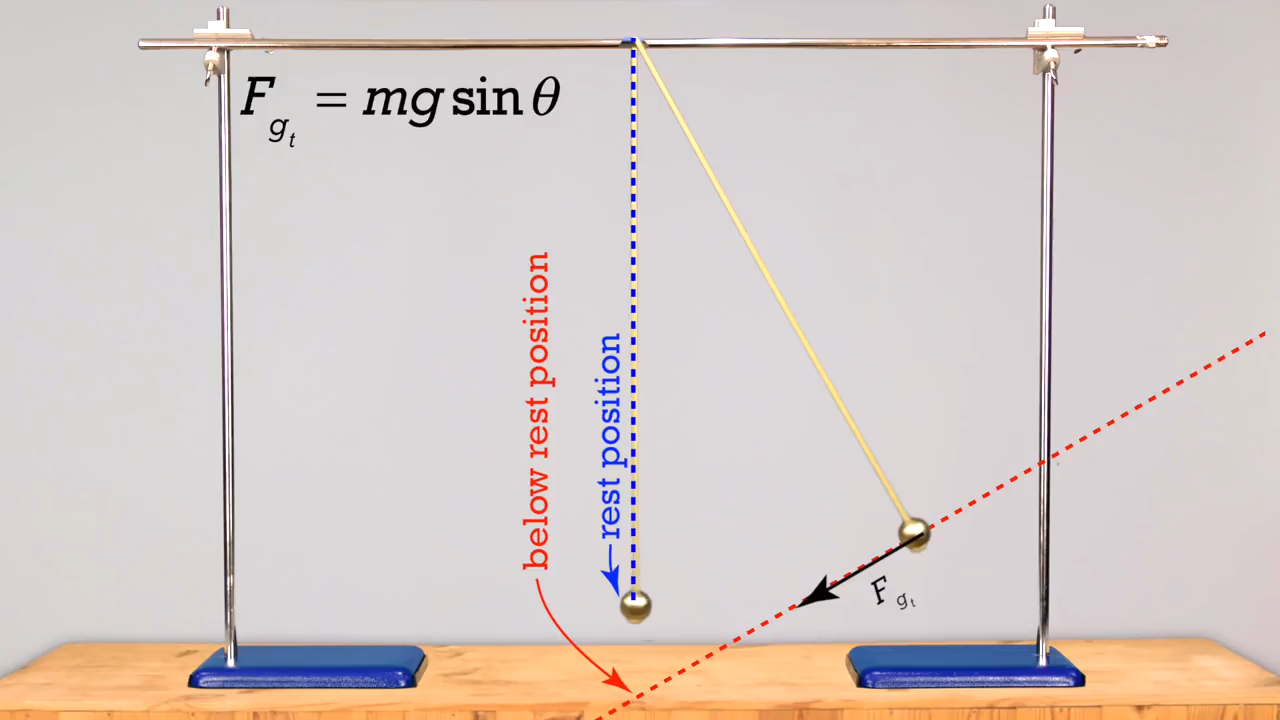 F_{g_t} = mg sin θ
below rest position
rest position
F_{g_t}